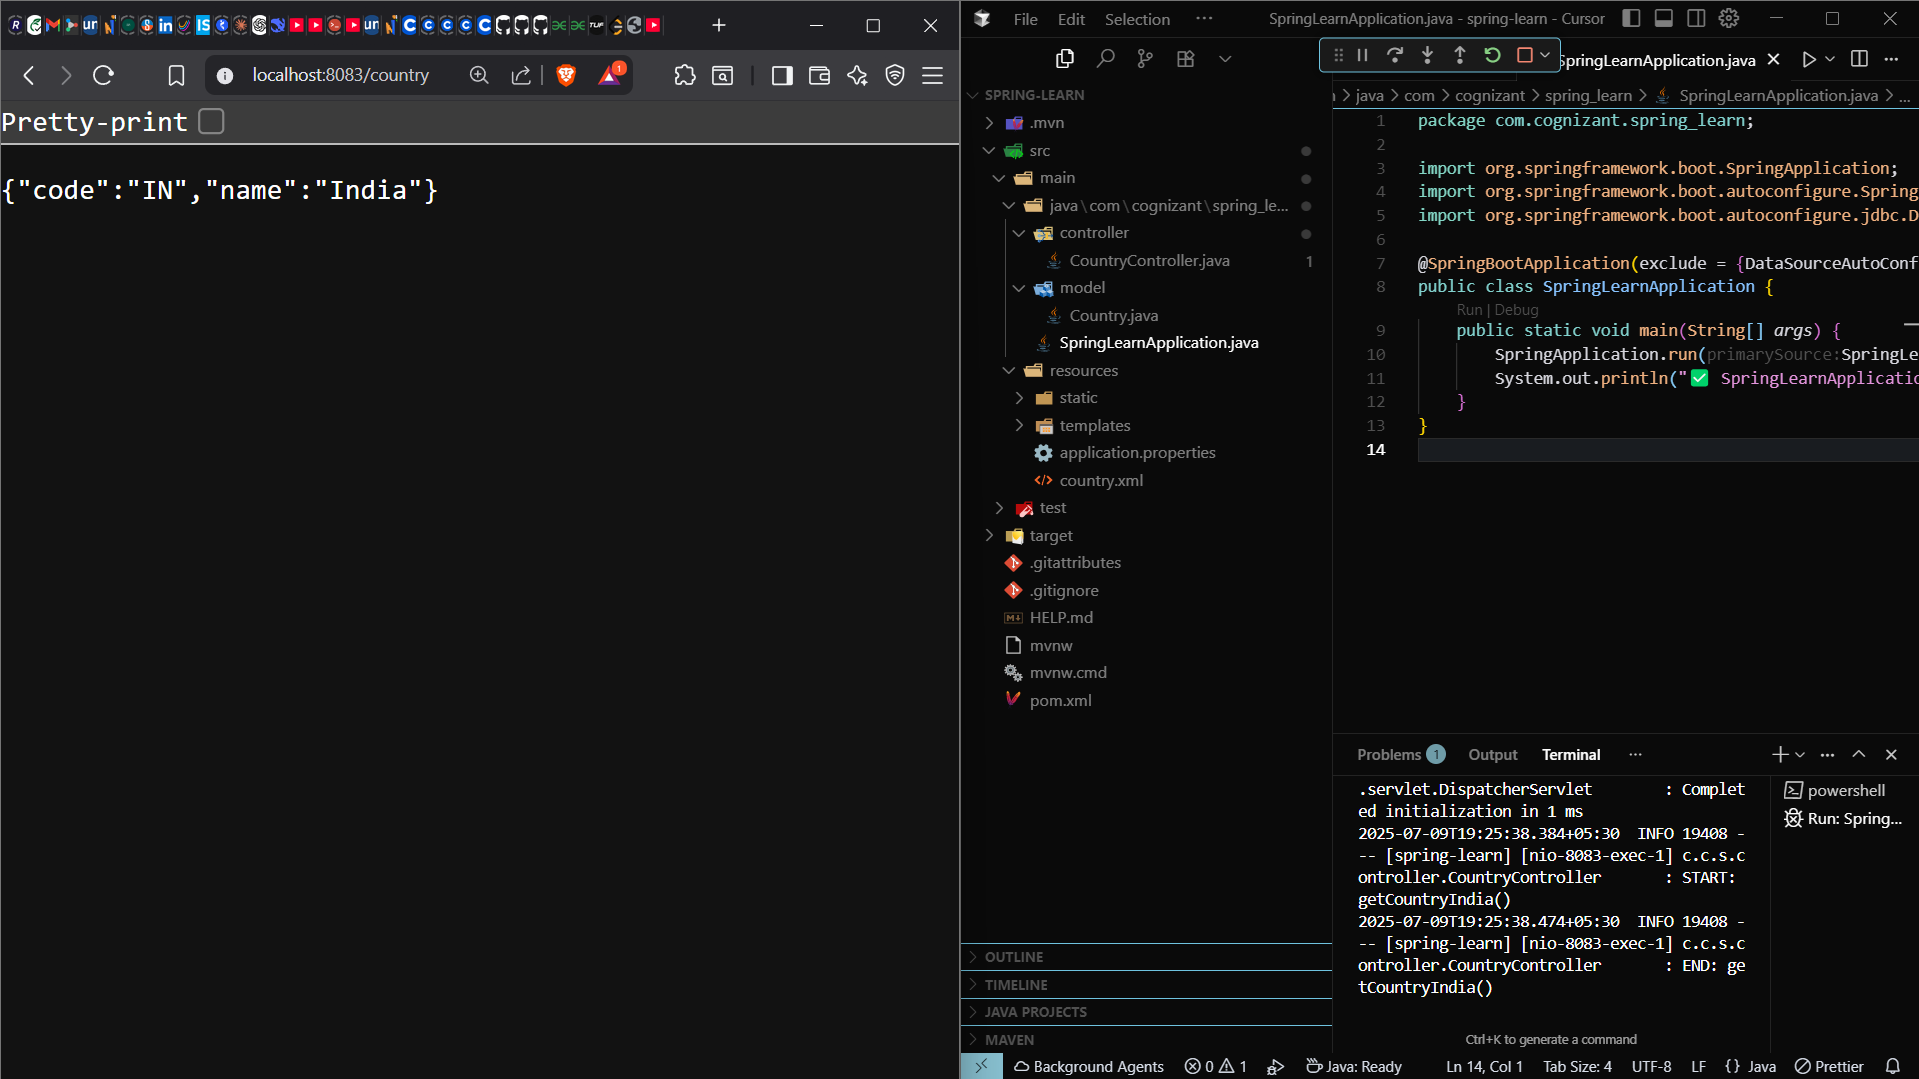 localhost:8083/country
1
Pretty-print
{"code":"IN","name":"India"}
File Edit Selection ···
SpringLearnApplication.java - spring-learn - Cursor
SpringLearnApplication.java
java > com > cognizant > spring_learn > SpringLearnApplication.java > ...
SPRING-LEARN
.mvn
src
main
java\com\cognizant\spring_le...
controller
CountryController.java 1
model
Country.java
SpringLearnApplication.java
resources
static
templates
application.properties
country.xml
test
target
.gitattributes
.gitignore
HELP.md
mvnw
mvnw.cmd
pom.xml
OUTLINE
TIMELINE
JAVA PROJECTS
MAVEN
1 package com.cognizant.spring_learn;
2
3 import org.springframework.boot.SpringApplication;
4 import org.springframework.boot.autoconfigure.Spring
5 import org.springframework.boot.autoconfigure.jdbc.D
6
7 @SpringBootApplication(exclude = {DataSourceAutoConf
8 public class SpringLearnApplication {
Run | Debug
9 public static void main(String[] args) {
10 SpringApplication.run(primarySource:SpringLe
11 System.out.println("✅ SpringLearnApplicatio
12 }
13 }
14
Problems 1 Output Terminal ···
.servlet.DispatcherServlet : Complet
ed initialization in 1 ms
2025-07-09T19:25:38.384+05:30 INFO 19408 -
-- [spring-learn] [nio-8083-exec-1] c.c.s.c
ontroller.CountryController : START:
getCountryIndia()
2025-07-09T19:25:38.474+05:30 INFO 19408 -
-- [spring-learn] [nio-8083-exec-1] c.c.s.c
ontroller.CountryController : END: ge
tCountryIndia()
powershell
Run: Spring...
Ctrl+K to generate a command
Background Agents 0 1 Java: Ready Ln 14, Col 1 Tab Size: 4 UTF-8 LF {} Java Prettier